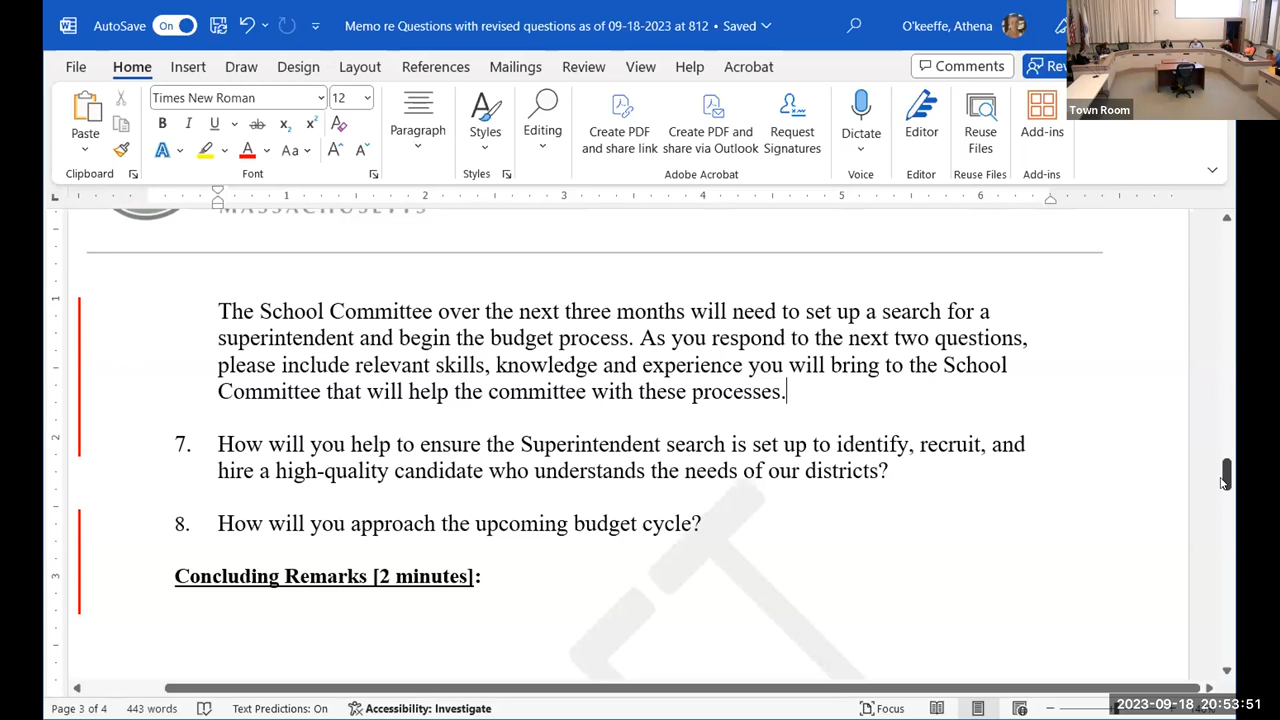 AutoSave On Memo re Questions with revised questions as of 09-18-2023 at 812 • Saved O'keeffe, Athena
File Home Insert Draw Design Layout References Mailings Review View Help Acrobat Comments Rev
Town Room
Times New Roman 12
Paste Paragraph Styles Editing Create PDF and share link Create PDF and share via Outlook Request Signatures Dictate Editor Reuse Files Add-ins
Clipboard Font Styles Adobe Acrobat Voice Editor Reuse Files Add-ins
1 2 3 4 5 6 7
MASSACHUSETTS
The School Committee over the next three months will need to set up a search for a
superintendent and begin the budget process. As you respond to the next two questions,
please include relevant skills, knowledge and experience you will bring to the School
Committee that will help the committee with these processes.
7. How will you help to ensure the Superintendent search is set up to identify, recruit, and
hire a high-quality candidate who understands the needs of our districts?
8. How will you approach the upcoming budget cycle?
Concluding Remarks [2 minutes]:
Page 3 of 4 443 words Text Predictions: On Accessibility: Investigate Focus
2023-09-18 20:53:51